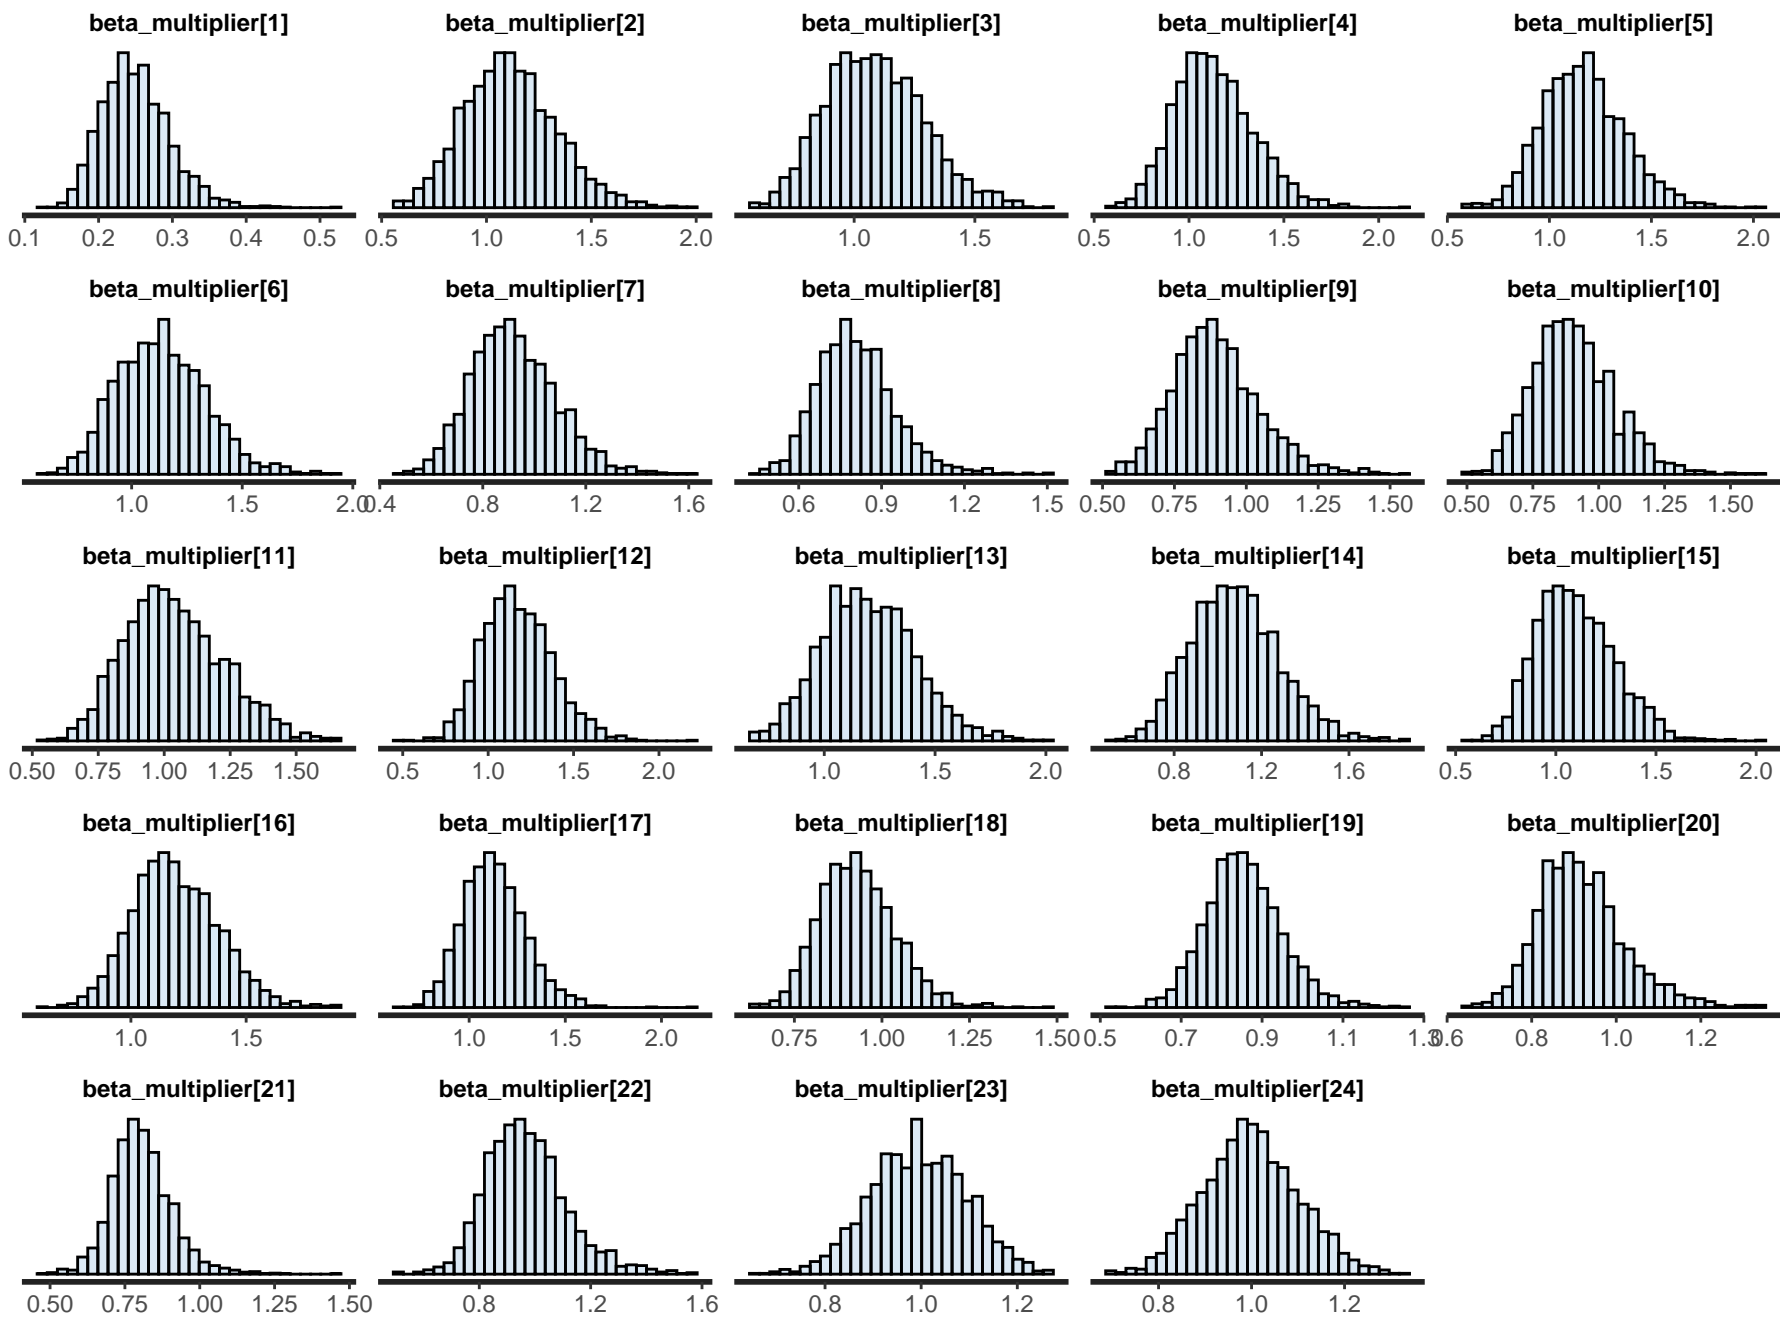 beta_multiplier[1] beta_multiplier[2] beta_multiplier[3] beta_multiplier[4] beta_multiplier[5]
0.1 0.2 0.3 0.4 0.5 0.5 1.0 1.5 2.0 1.0 1.5 0.5 1.0 1.5 2.0 0.5 1.0 1.5 2.0
beta_multiplier[6] beta_multiplier[7] beta_multiplier[8] beta_multiplier[9] beta_multiplier[10]
1.0 1.5 2.0 0.4 0.8 1.2 1.6 0.6 0.9 1.2 1.5 0.50 0.75 1.00 1.25 1.50 0.50 0.75 1.00 1.25 1.50
beta_multiplier[11] beta_multiplier[12] beta_multiplier[13] beta_multiplier[14] beta_multiplier[15]
0.50 0.75 1.00 1.25 1.50 0.5 1.0 1.5 2.0 1.0 1.5 2.0 0.8 1.2 1.6 0.5 1.0 1.5 2.0
beta_multiplier[16] beta_multiplier[17] beta_multiplier[18] beta_multiplier[19] beta_multiplier[20]
1.0 1.5 1.0 1.5 2.0 0.75 1.00 1.25 1.50 0.5 0.7 0.9 1.1 1.3 0.6 0.8 1.0 1.2
beta_multiplier[21] beta_multiplier[22] beta_multiplier[23] beta_multiplier[24]
0.50 0.75 1.00 1.25 1.50 0.8 1.2 1.6 0.8 1.0 1.2 0.8 1.0 1.2